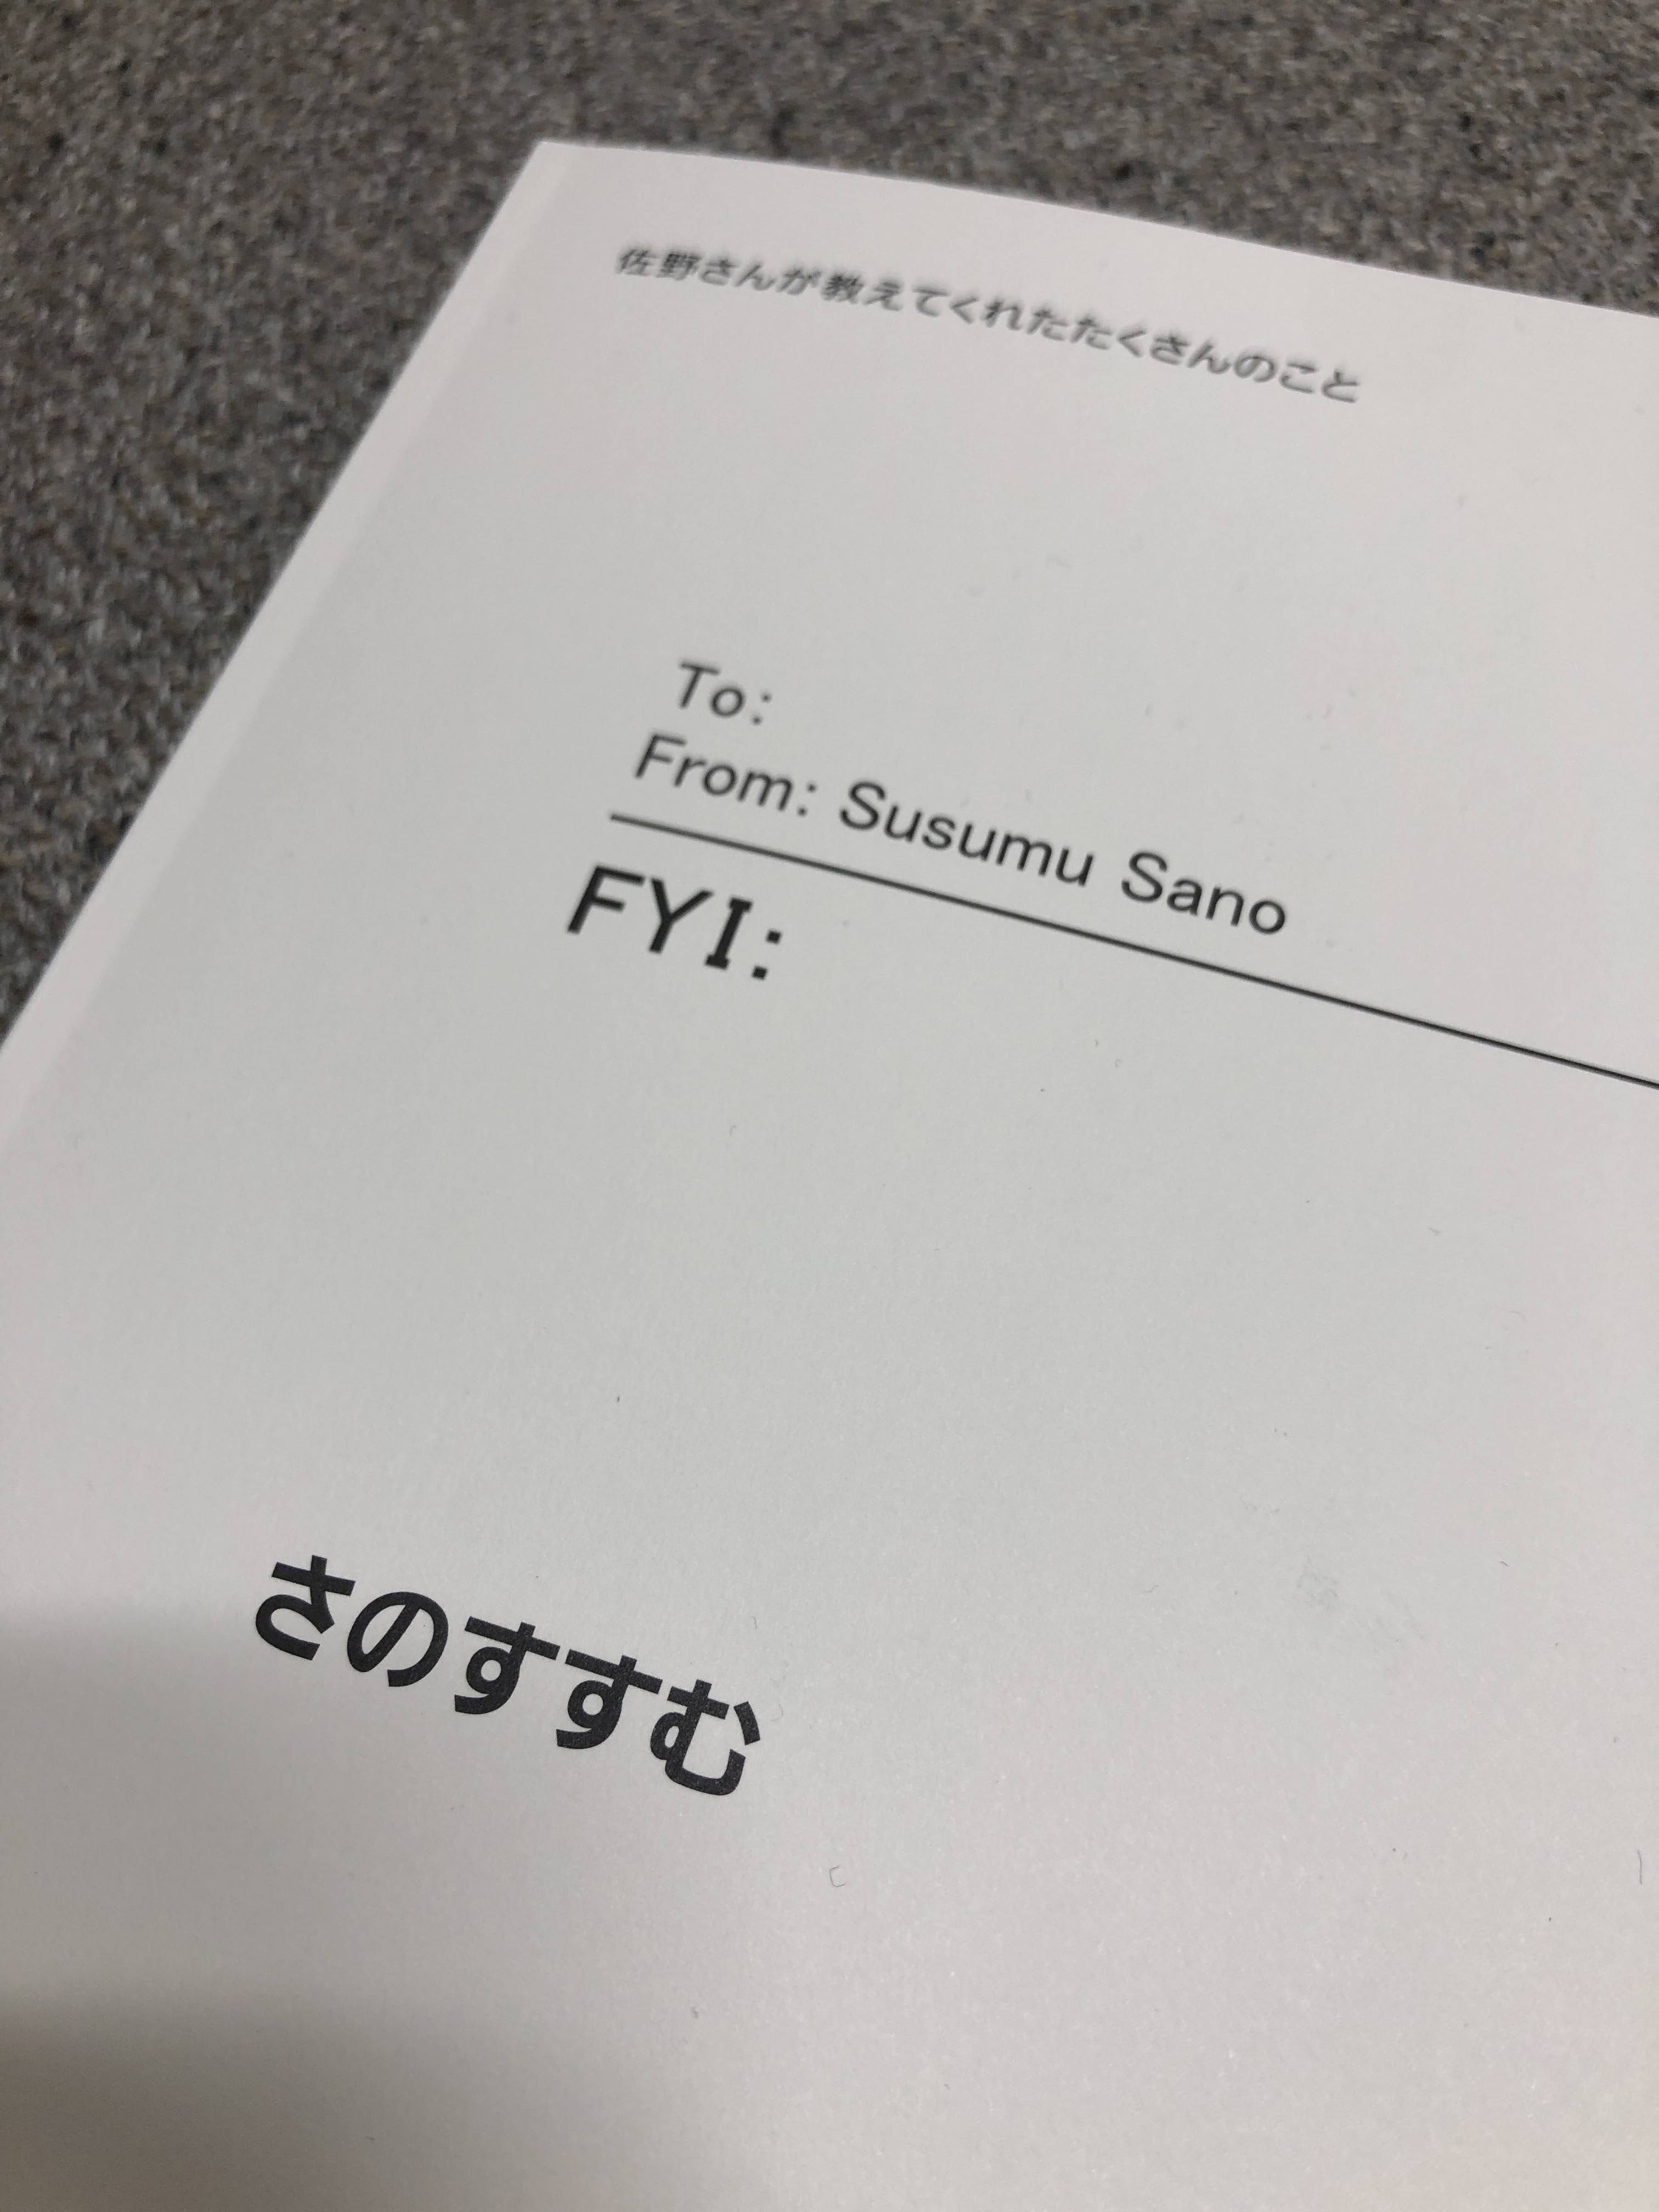 佐野さんが教えてくれたたくさんのこと
To:
From: Susumu Sano
FYI:
さのすすむ